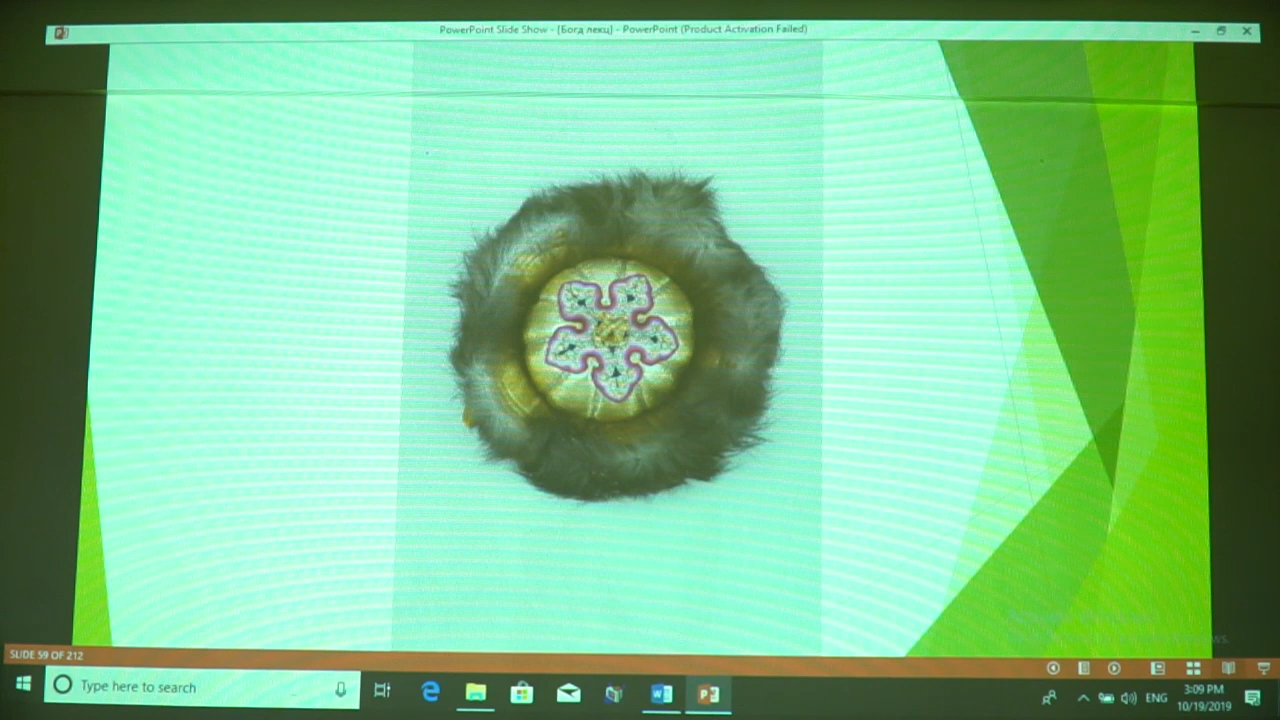 PowerPoint Slide Show - [Богд лекц] - PowerPoint (Product Activation Failed)
SLIDE 59 OF 212
Type here to search
ENG
3:09 PM
10/19/2019